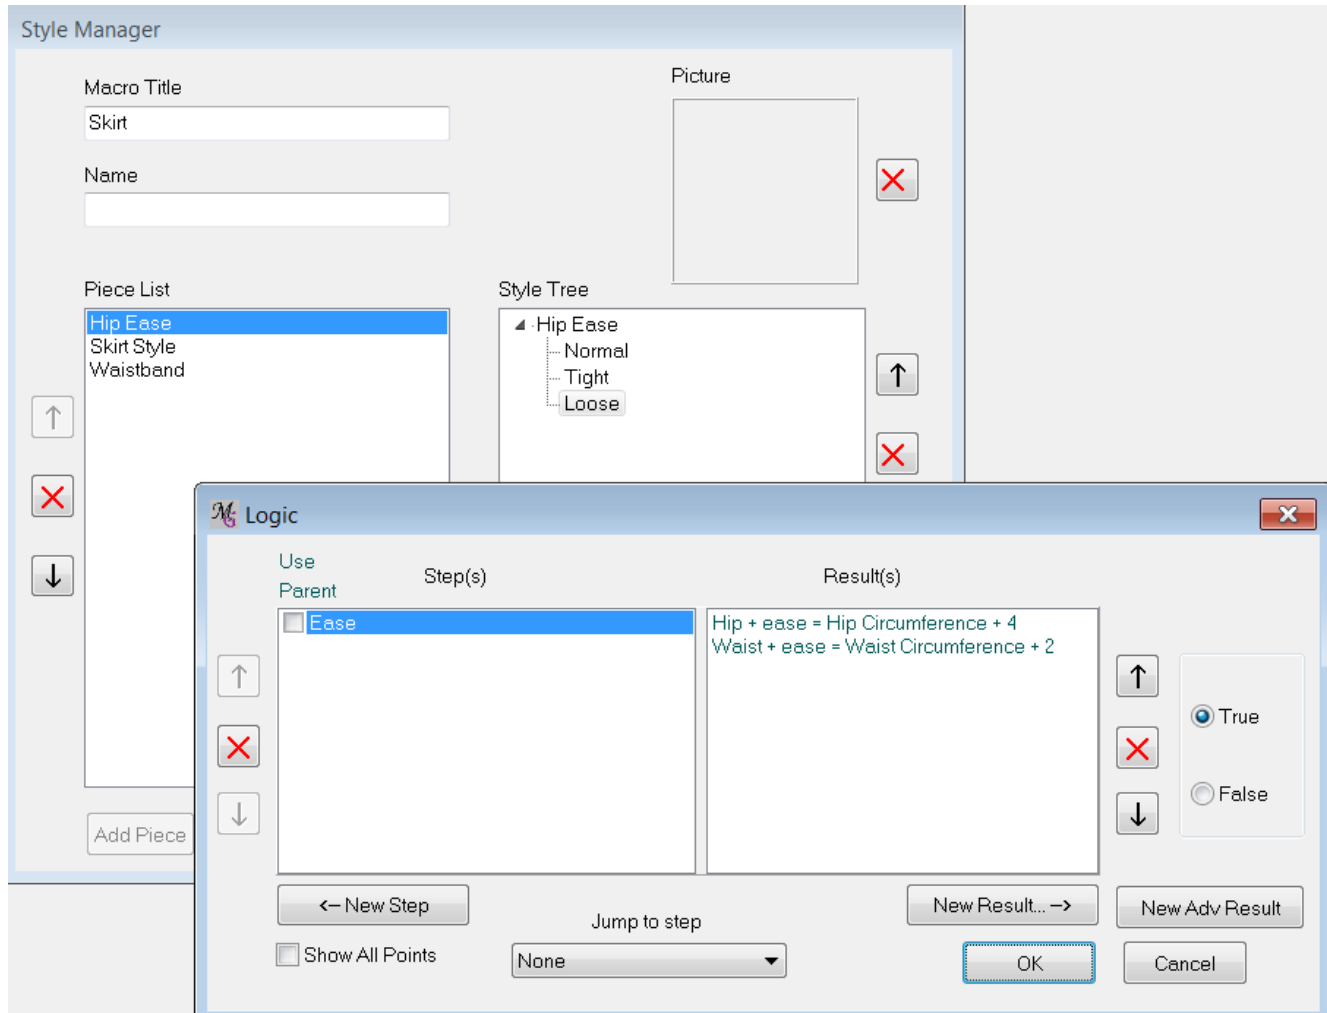 Style Manager
Macro Title
Picture
Skirt
Name
Piece List
Style Tree
Hip Ease
Skirt Style
Waistband
Hip Ease
Normal
Tight
Loose
Add Piece
MG Logic
Use
Parent
Step(s)
Result(s)
Ease
Hip + ease = Hip Circumference + 4
Waist + ease = Waist Circumference + 2
True
False
<-- New Step
New Result... -->
New Adv Result
Jump to step
Show All Points
None
OK
Cancel